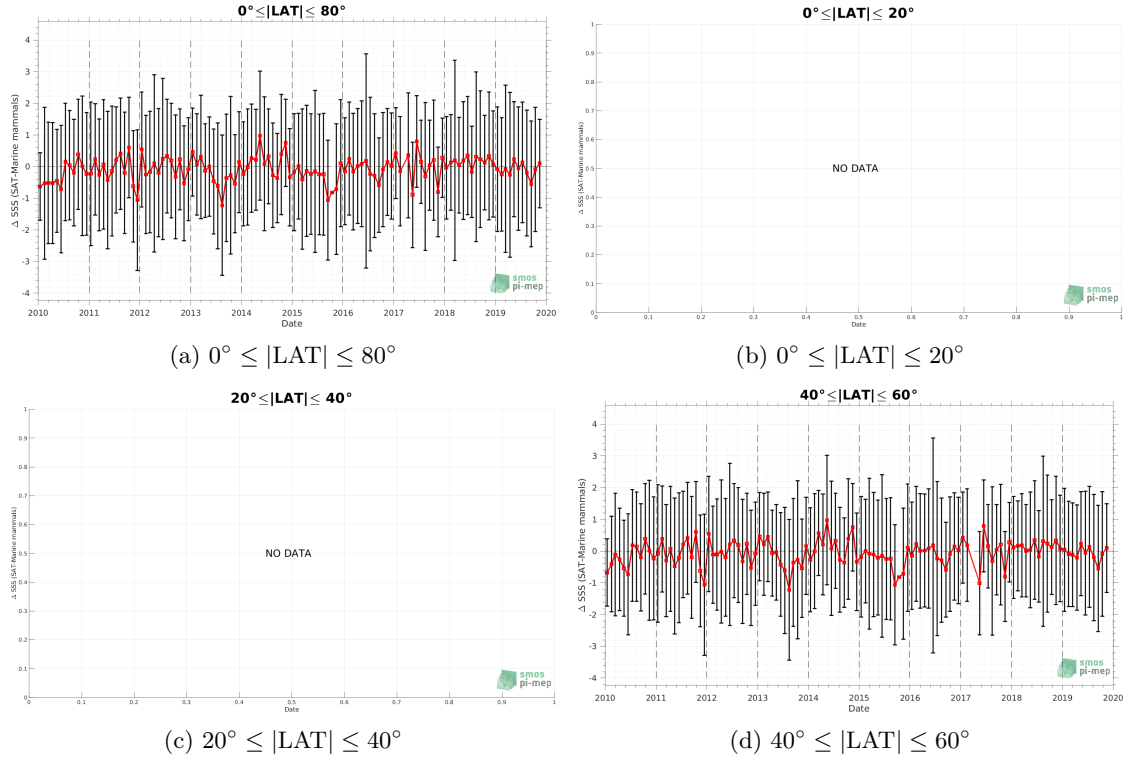 0°≤|LAT|≤ 80°
4
3
2
1
0
-1
-2
-3
-4
Δ SSS (SAT-Marine mammals)
2010 2011 2012 2013 2014 2015 2016 2017 2018 2019 2020
Date
smos
pi-mep
(a) 0° ≤ |LAT| ≤ 80°
0°≤|LAT|≤ 20°
1
0.9
0.8
0.7
0.6
0.5
0.4
0.3
0.2
0.1
0
Δ SSS (SAT-Marine mammals)
NO DATA
0 0.1 0.2 0.3 0.4 0.5 0.6 0.7 0.8 0.9 1
Date
smos
pi-mep
(b) 0° ≤ |LAT| ≤ 20°
20°≤|LAT|≤ 40°
1
0.9
0.8
0.7
0.6
0.5
0.4
0.3
0.2
0.1
0
Δ SSS (SAT-Marine mammals)
NO DATA
0 0.1 0.2 0.3 0.4 0.5 0.6 0.7 0.8 0.9 1
Date
smos
pi-mep
(c) 20° ≤ |LAT| ≤ 40°
40°≤|LAT|≤ 60°
4
3
2
1
0
-1
-2
-3
-4
Δ SSS (SAT-Marine mammals)
2010 2011 2012 2013 2014 2015 2016 2017 2018 2019 2020
Date
smos
pi-mep
(d) 40° ≤ |LAT| ≤ 60°